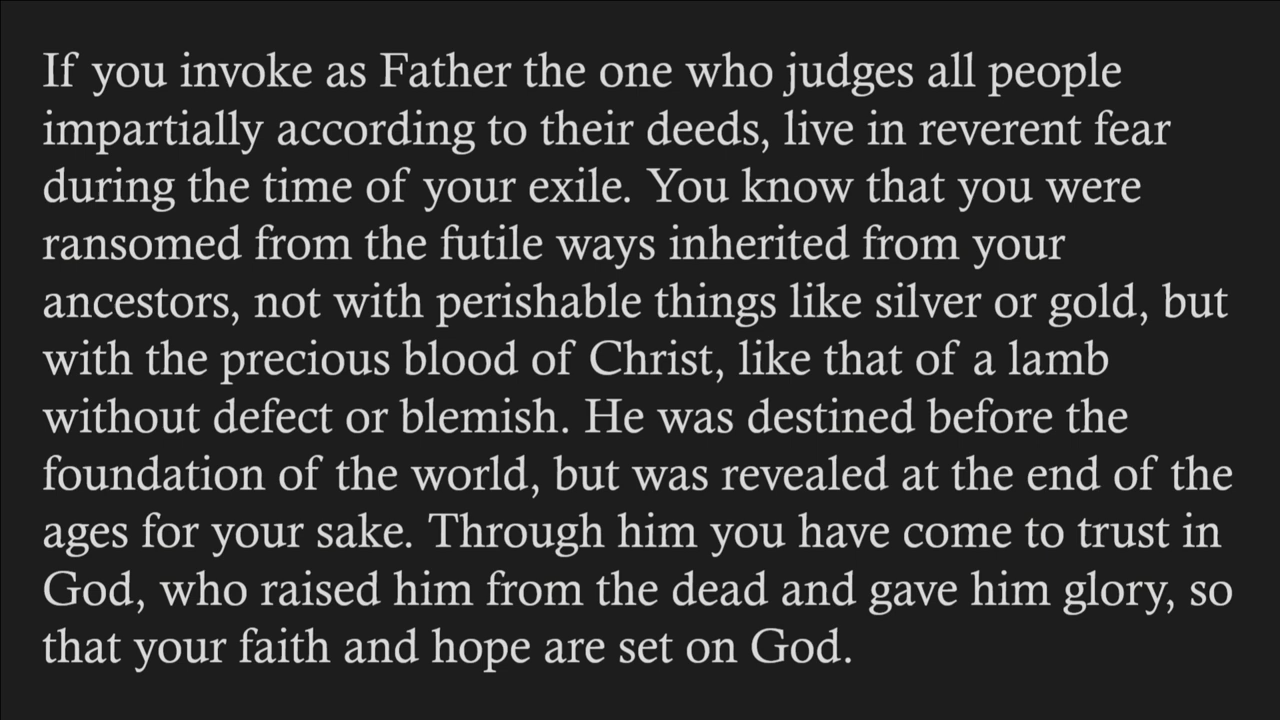 If you invoke as Father the one who judges all people
impartially according to their deeds, live in reverent fear
during the time of your exile. You know that you were
ransomed from the futile ways inherited from your
ancestors, not with perishable things like silver or gold, but
with the precious blood of Christ, like that of a lamb
without defect or blemish. He was destined before the
foundation of the world, but was revealed at the end of the
ages for your sake. Through him you have come to trust in
God, who raised him from the dead and gave him glory, so
that your faith and hope are set on God.